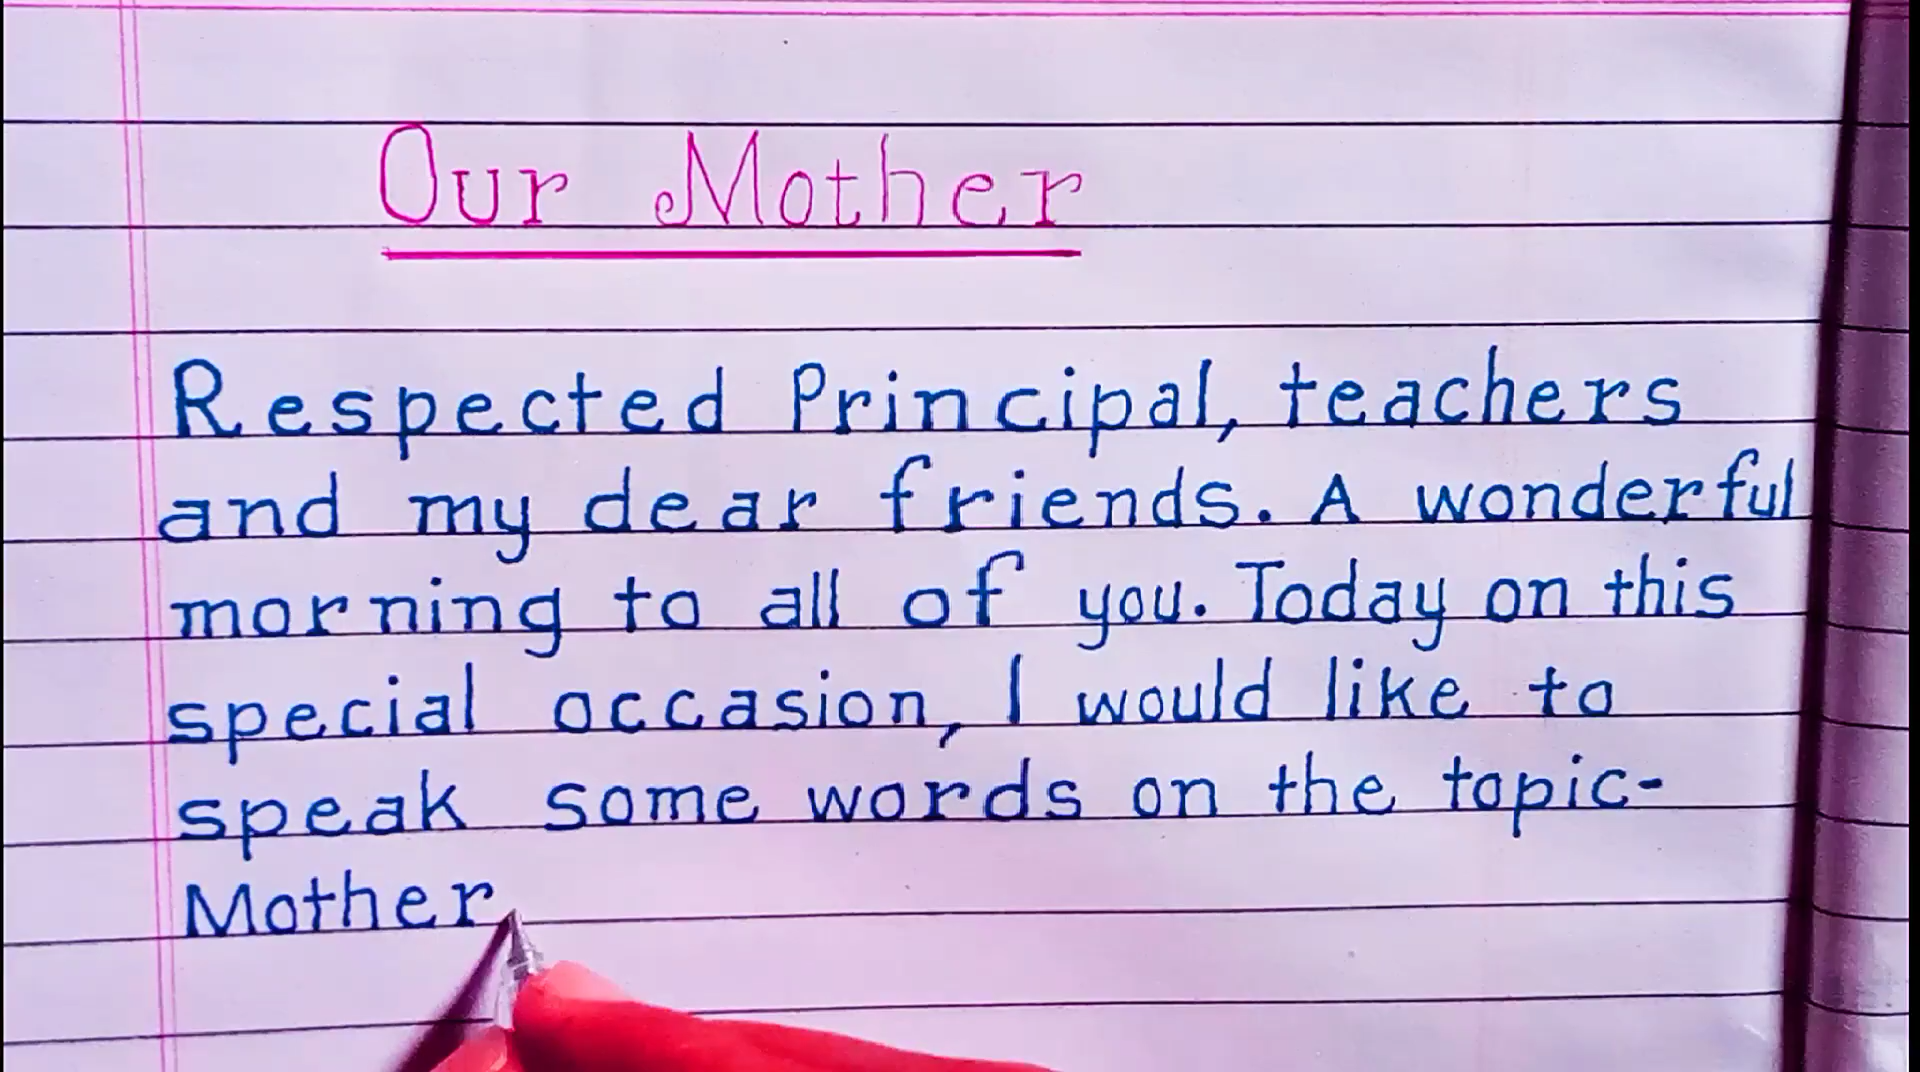 Our Mother
Respected Principal, teachers
and my dear friends. A wonderful
morning to all of you. Today on this
special occasion, I would like to
speak some words on the topic-
Mother